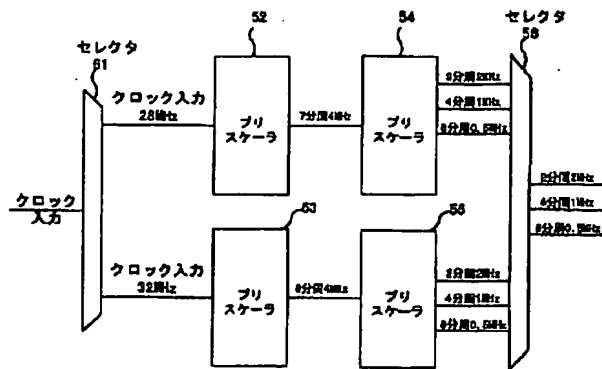 セレクタ
61
クロック入力
28MHz
52
プリ
スケーラ
7分周4MHz
54
プリ
スケーラ
2分周2MHz
4分周1MHz
8分周0.5MHz
セレクタ
クロック
入力
2分周2MHz
4分周1MHz
8分周0.5MHz
クロック入力
32MHz
53
プリ
スケーラ
8分周4MHz
55
プリ
スケーラ
2分周2MHz
4分周1MHz
8分周0.5MHz